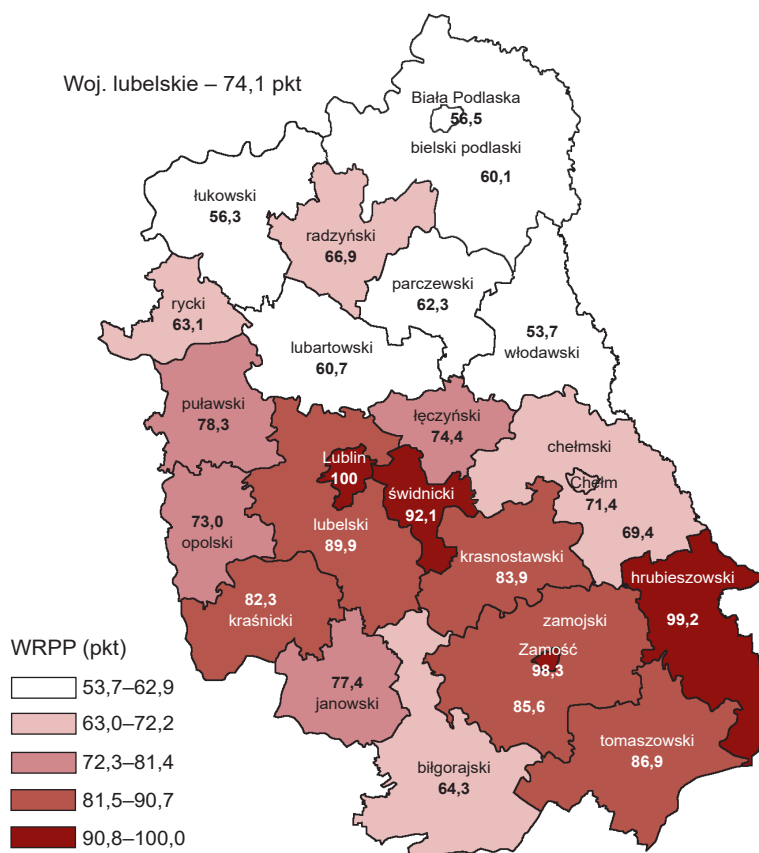 Woj. lubelskie – 74,1 pkt
Biała Podlaska
56,5
bielski podlaski
60,1
łukowski
56,3
radzyński
66,9
parczewski
62,3
rycki
63,1
lubartowski
60,7
53,7
włodawski
puławski
78,3
łęczyński
74,4
chełmski
Chełm
71,4
69,4
Lublin
100
świdnicki
92,1
lubelski
89,9
73,0
opolski
krasnostawski
83,9
hrubieszowski
99,2
82,3
kraśnicki
zamojski
Zamość
98,3
85,6
77,4
janowski
tomaszowski
86,9
biłgorajski
64,3
WRPP (pkt)
53,7–62,9
63,0–72,2
72,3–81,4
81,5–90,7
90,8–100,0